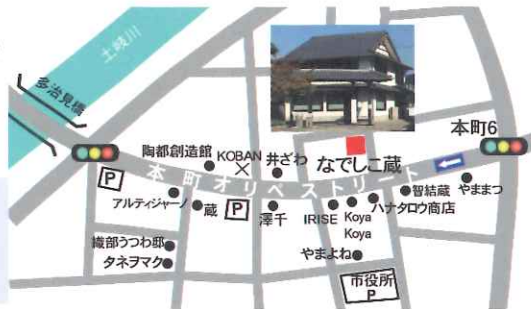 土岐川
多治見橋
本町6
陶都創造館
KOBAN
井ざわ
なでしこ蔵
本町オリベストリート
P
アルティジャーノ
蔵
P
澤千
IRISE
Koya
Koya
ハナタロウ商店
智結蔵
やままつ
織部うつわ邸
タネヲマク
やまよね
市役所
P